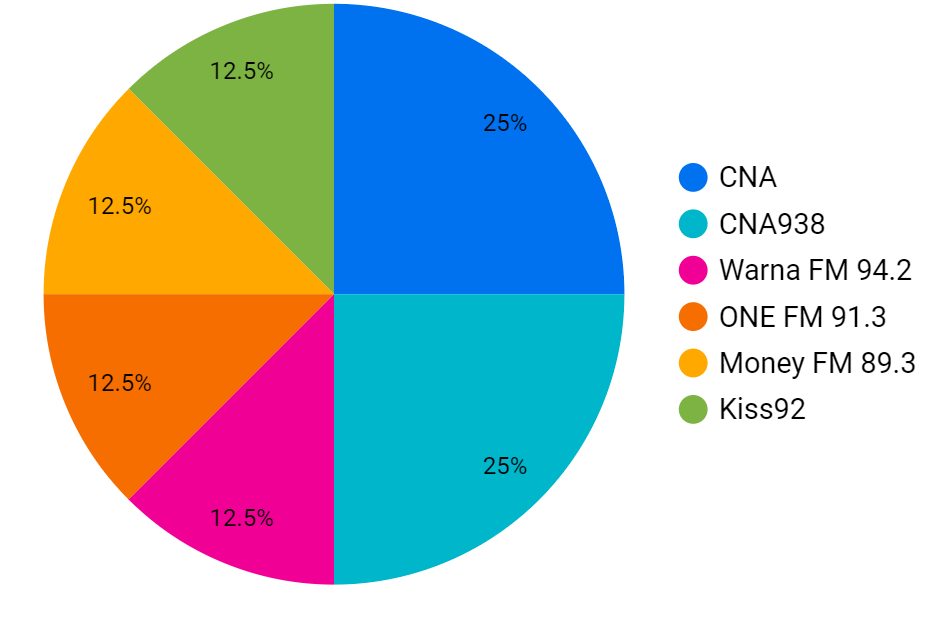 12.5%
25%
12.5%
12.5%
25%
12.5%
CNA
CNA938
Warna FM 94.2
ONE FM 91.3
Money FM 89.3
Kiss92